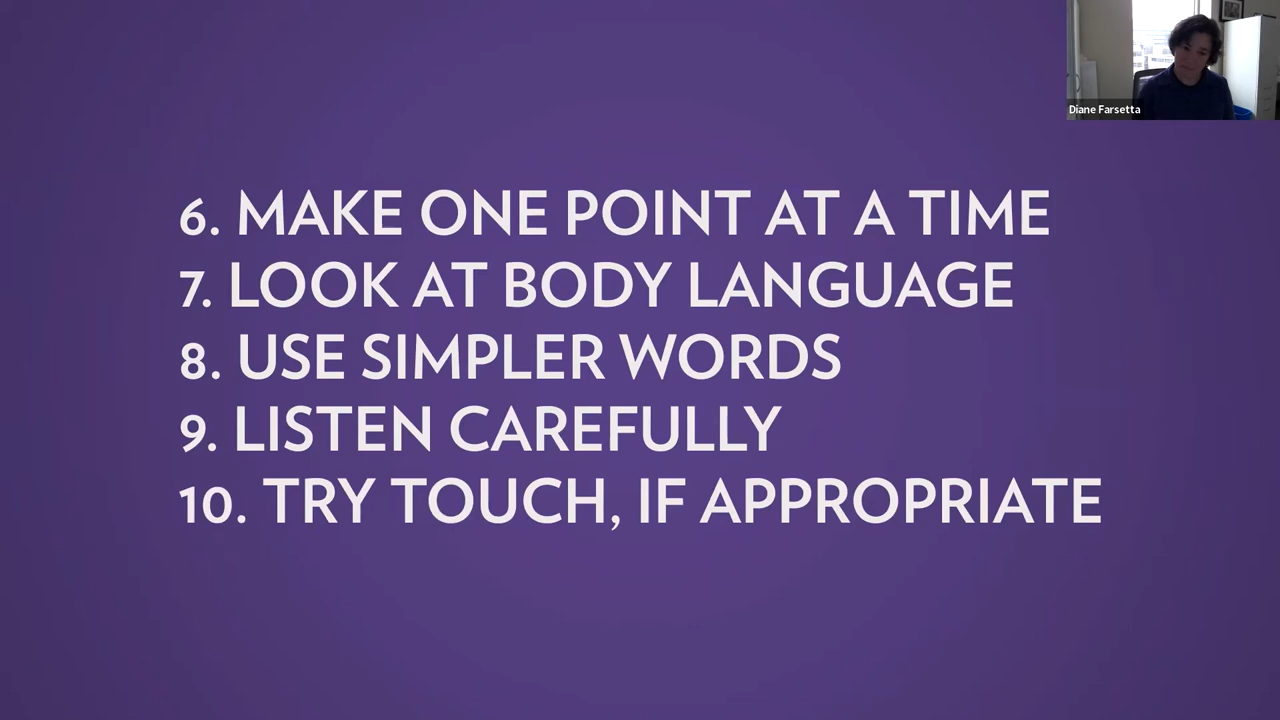 Diane Farsetta
6. MAKE ONE POINT AT A TIME
7. LOOK AT BODY LANGUAGE
8. USE SIMPLER WORDS
9. LISTEN CAREFULLY
10. TRY TOUCH, IF APPROPRIATE